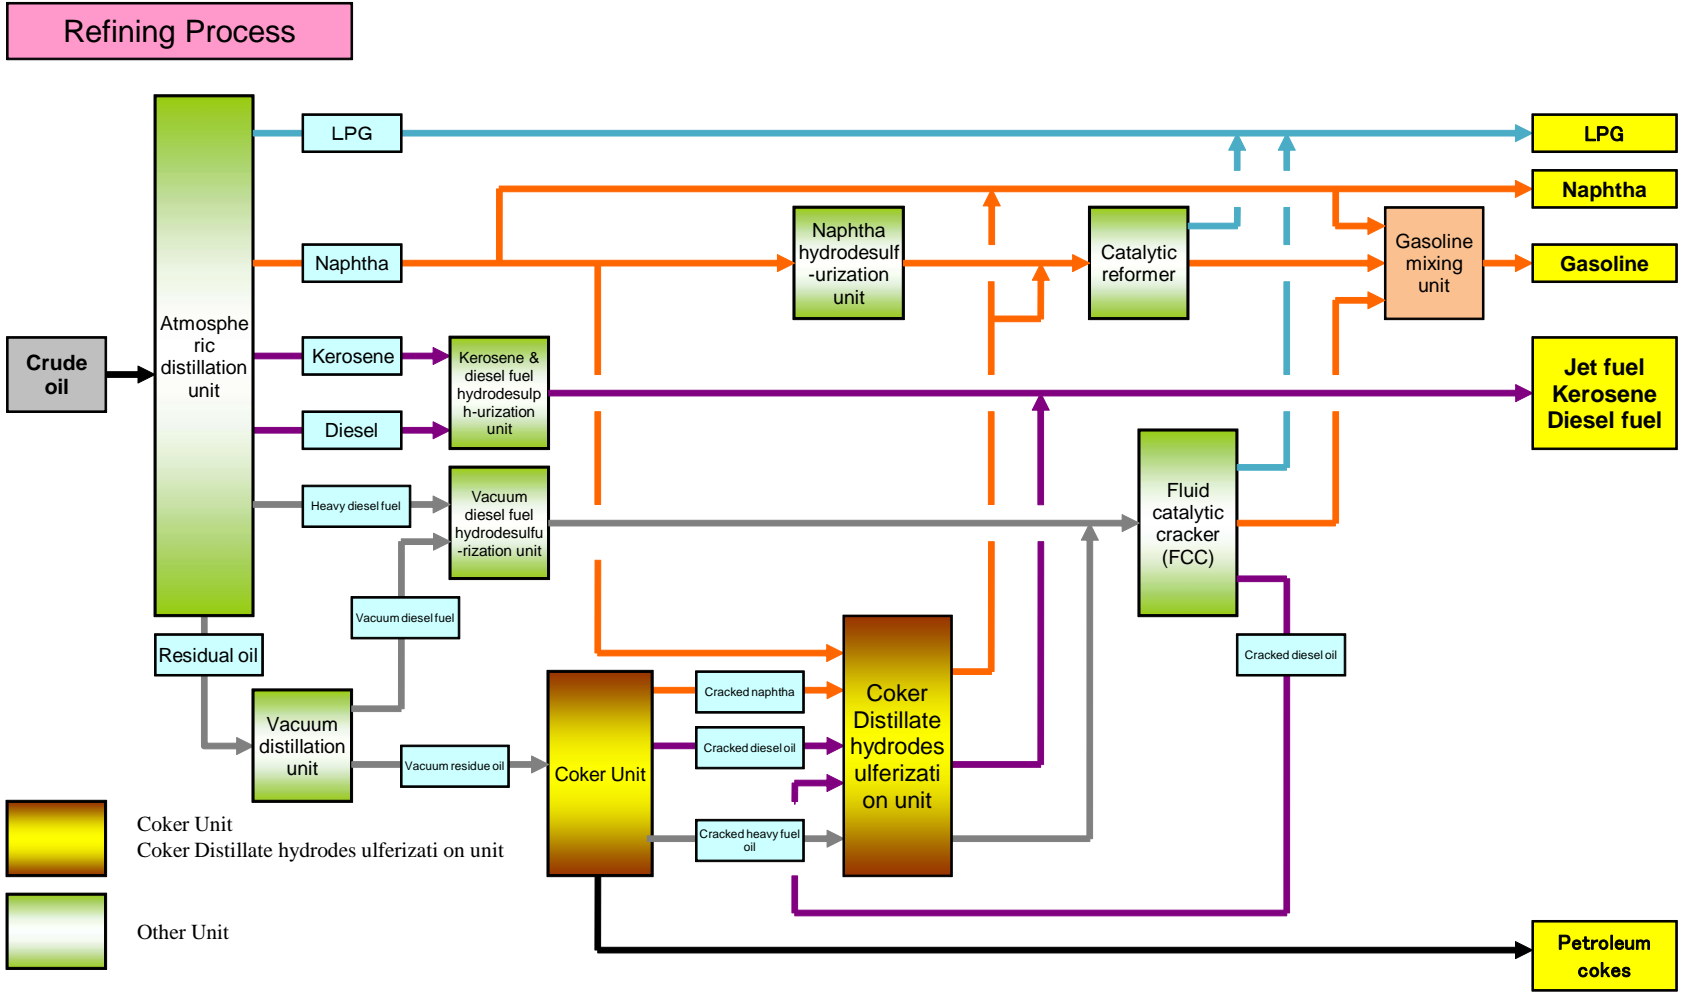 Refining Process
LPG
LPG
Naphtha
Naphtha
hydrodesulf
-urization
unit
Catalytic
reformer
Gasoline
mixing
unit
Naphtha
Gasoline
Crude
oil
Atmosphe
ric
distillation
unit
Kerosene
Diesel
Kerosene &
diesel fuel
hydrodesulp
h-urization
unit
Jet fuel
Kerosene
Diesel fuel
Heavy diesel fuel
Vacuum
diesel fuel
hydrodesulfu
-rization unit
Fluid
catalytic
cracker
(FCC)
Vacuum diesel fuel
Residual oil
Cracked diesel oil
Vacuum
distillation
unit
Vacuum residue oil
Coker Unit
Cracked naphtha
Cracked diesel oil
Cracked heavy fuel
oil
Coker
Distillate
hydrodes
ulferizati
on unit
Coker Unit
Coker Distillate hydrodes ulferizati on unit
Other Unit
Petroleum
cokes